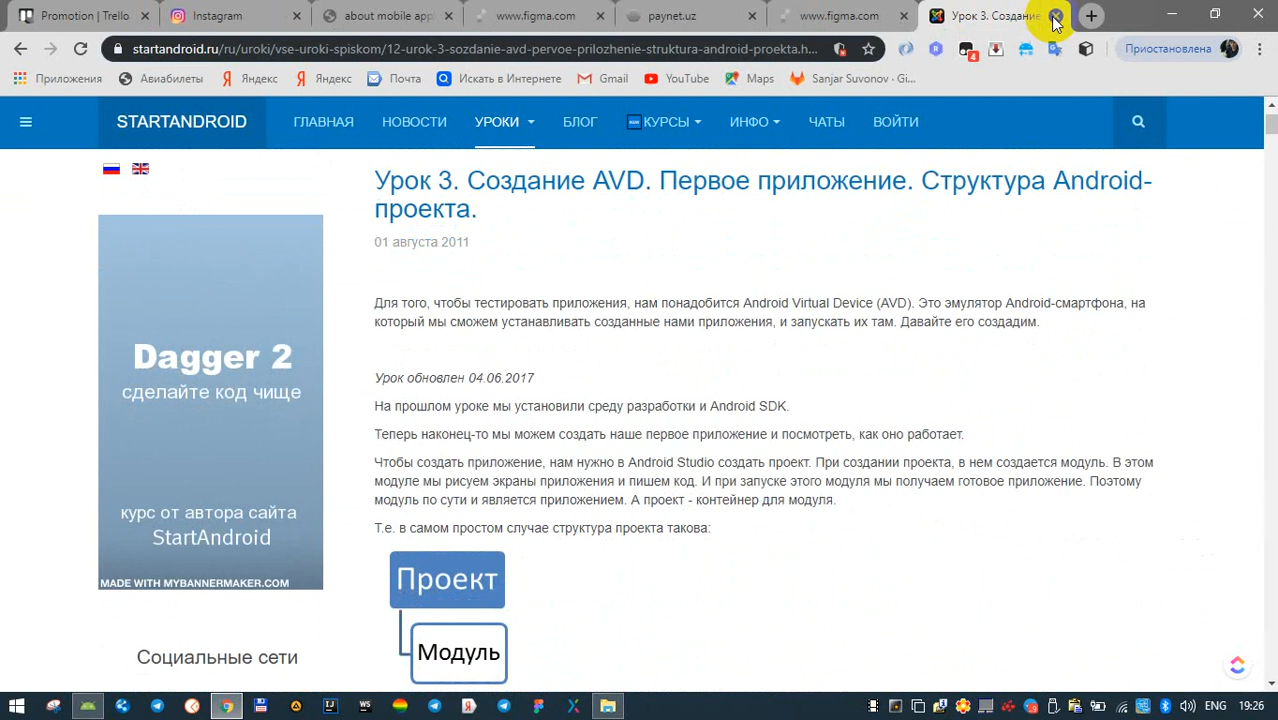 Promotion | Trello
Instagram
about mobile app
www.figma.com
paynet.uz
www.figma.com
Урок 3. Создание
startandroid.ru/ru/uroki/vse-uroki-spiskom/12-urok-3-sozdanie-avd-pervoe-prilozhenie-struktura-android-proekta.h...
4
Приостановлена
Приложения
Авиабилеты
Яндекс
Яндекс
Почта
Искать в Интернете
Gmail
YouTube
Maps
Sanjar Suvonov · Gi...
STARTANDROID
ГЛАВНАЯ
НОВОСТИ
УРОКИ
БЛОГ
КУРСЫ
ИНФО
ЧАТЫ
ВОЙТИ
Урок 3. Создание AVD. Первое приложение. Структура Android-
проекта.
01 августа 2011
Для того, чтобы тестировать приложения, нам понадобится Android Virtual Device (AVD). Это эмулятор Android-смартфона, на
который мы сможем устанавливать созданные нами приложения, и запускать их там. Давайте его создадим.
Урок обновлен 04.06.2017
На прошлом уроке мы установили среду разработки и Android SDK.
Теперь наконец-то мы можем создать наше первое приложение и посмотреть, как оно работает.
Чтобы создать приложение, нам нужно в Android Studio создать проект. При создании проекта, в нем создается модуль. В этом
модуле мы рисуем экраны приложения и пишем код. И при запуске этого модуля мы получаем готовое приложение. Поэтому
модуль по сути и является приложением. А проект - контейнер для модуля.
Т.е. в самом простом случае структура проекта такова:
Проект
Модуль
Dagger 2
сделайте код чище
курс от автора сайта
StartAndroid
MADE WITH MYBANNERMAKER.COM
Социальные сети
ENG
19:26